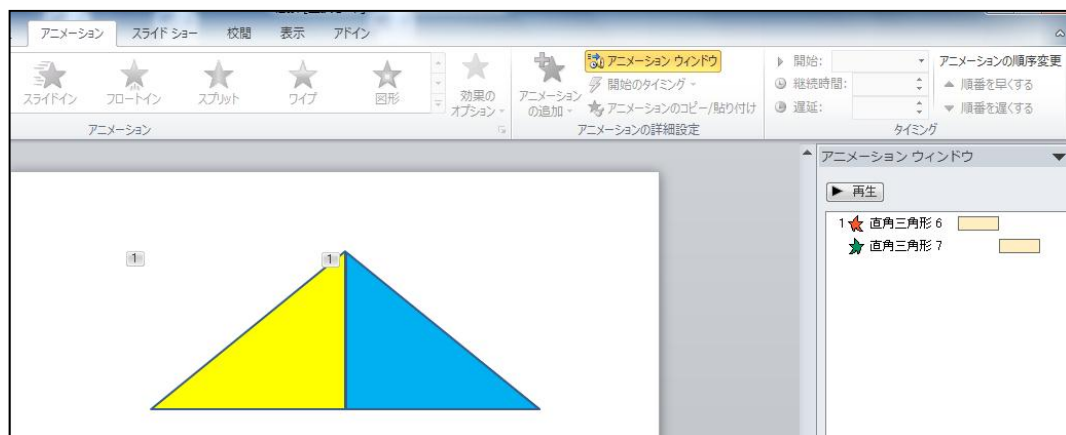 アニメーション スライド ショー 校閲 表示 アドイン
スライドイン フロートイン スプリット ワイプ 図形
効果の
オプション
アニメーション
の追加
アニメーション ウィンドウ
開始のタイミング
アニメーションのコピー/貼り付け
開始:
継続時間:
遅延:
アニメーションの順序変更
順番を早くする
順番を遅くする
アニメーション アニメーションの詳細設定 タイミング
アニメーション ウィンドウ
再生
1 直角三角形 6
直角三角形 7
1 1